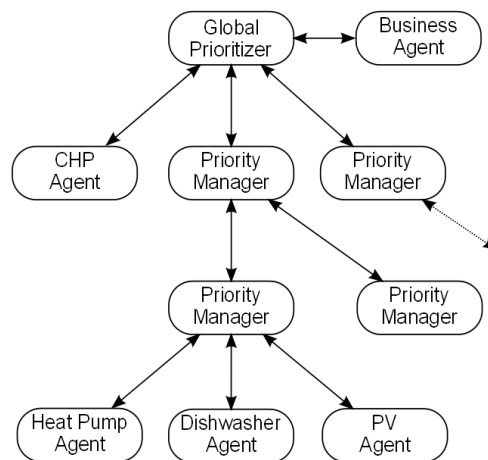 Global
Prioritizer
Business
Agent
CHP
Agent
Priority
Manager
Priority
Manager
Priority
Manager
Priority
Manager
Heat Pump
Agent
Dishwasher
Agent
PV
Agent